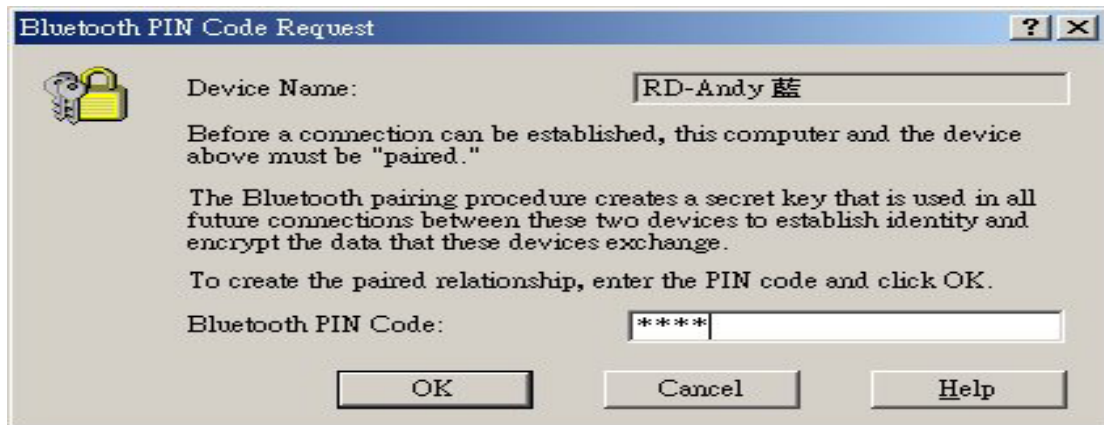 Bluetooth PIN Code Request
Device Name: RD-Andy 藍
Before a connection can be established, this computer and the device
above must be "paired."
The Bluetooth pairing procedure creates a secret key that is used in all
future connections between these two devices to establish identity and
encrypt the data that these devices exchange.
To create the paired relationship, enter the PIN code and click OK.
Bluetooth PIN Code: ****
OK Cancel Help